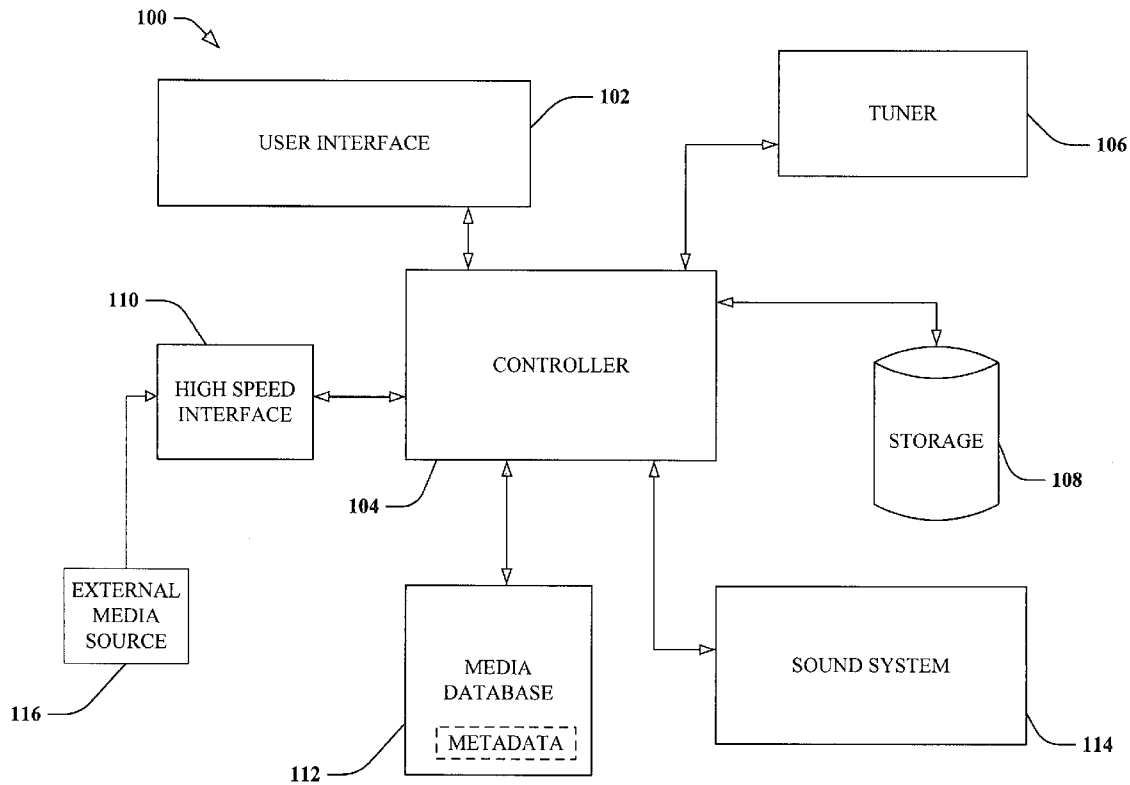 100
102
USER INTERFACE
TUNER
106
110
HIGH SPEED
INTERFACE
CONTROLLER
STORAGE
108
104
EXTERNAL
MEDIA
SOURCE
116
MEDIA
DATABASE
METADATA
112
SOUND SYSTEM
114